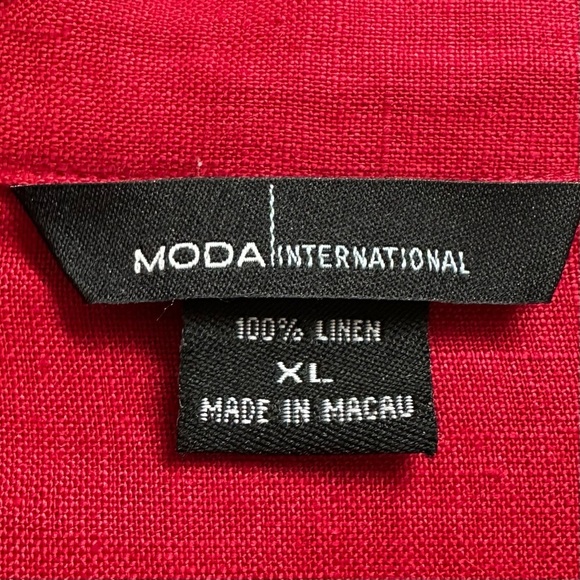 MODA INTERNATIONAL
100% LINEN
XL
MADE IN MACAU